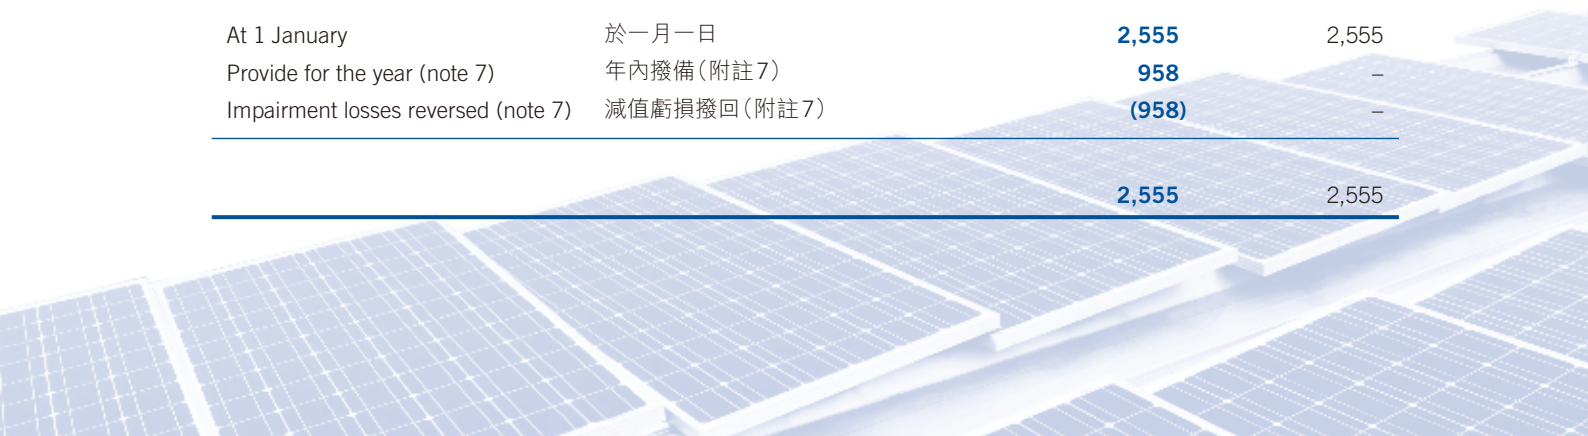 At 1 January 於一月一日 2,555 2,555
Provide for the year (note 7) 年內撥備(附註7) 958 –
Impairment losses reversed (note 7) 減值虧損撥回(附註7) (958) –
2,555 2,555